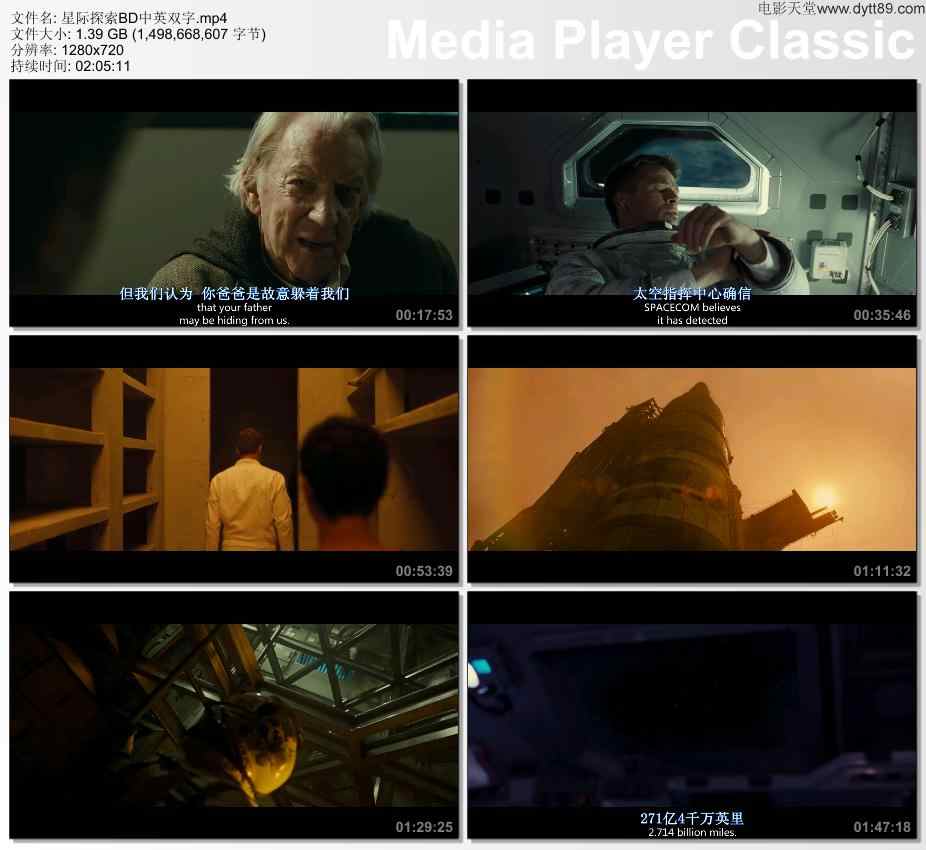 电影天堂www.dytt89.com
文件名: 星际探索BD中英双字.mp4
文件大小: 1.39 GB (1,498,668,607 字节)
分辨率: 1280x720
持续时间: 02:05:11
Media Player Classic
但我们认为 你爸爸是故意躲着我们
that your father
may be hiding from us.
00:17:53
太空指挥中心确信
SPACECOM believes
it has detected
00:35:46
00:53:39
01:11:32
01:29:25
271亿4千万英里
2.714 billion miles.
01:47:18